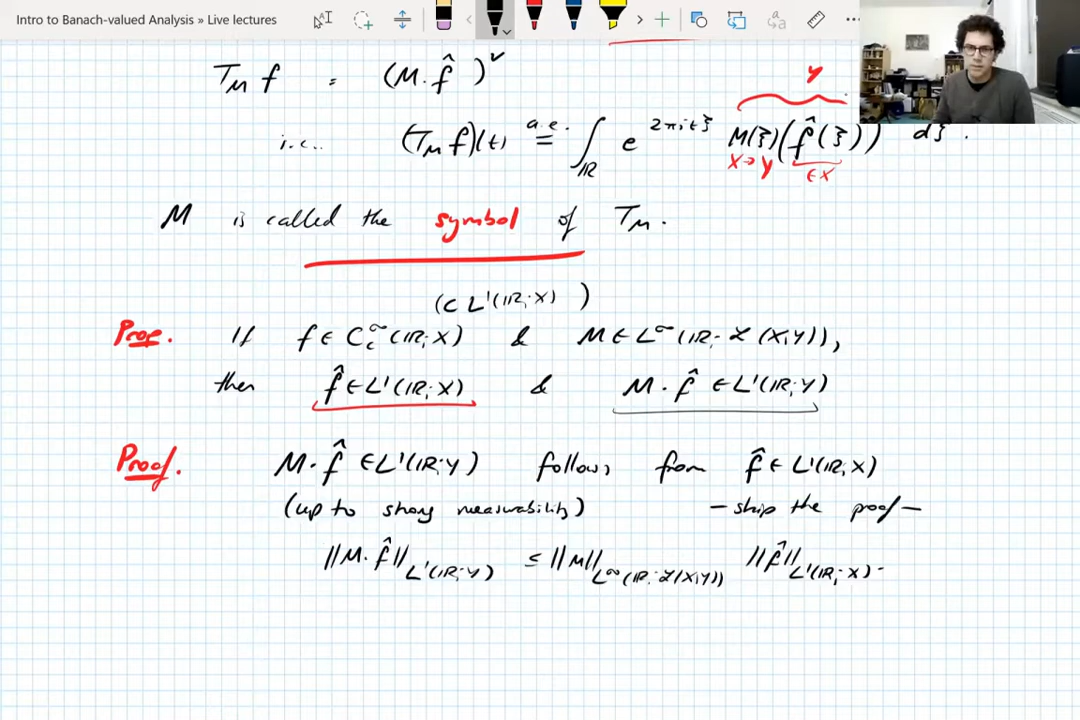 Intro to Banach-valued Analysis » Live lectures
T_M f = (M·f̂)ˇ
Y
i.e. (T_M f)(t) a.e.= ∫_ℝ e^{2πitξ} M(ξ)(f̂(ξ)) dξ.
X→Y ∈X
M is called the symbol of T_M.
(⊂ L¹(ℝ;X))
Prop. If f ∈ C_c^∞(ℝ;X) & M ∈ L^∞(ℝ; ℒ(X,Y)),
then f̂ ∈ L¹(ℝ;X) & M·f̂ ∈ L¹(ℝ;Y)
Proof. M·f̂ ∈ L¹(ℝ;Y) follows from f̂ ∈ L¹(ℝ;X)
(up to strong measurability) — skip the proof —
||M·f̂||_{L¹(ℝ;Y)} ≤ ||M||_{L^∞(ℝ;ℒ(X,Y))} ||f̂||_{L¹(ℝ;X)}.